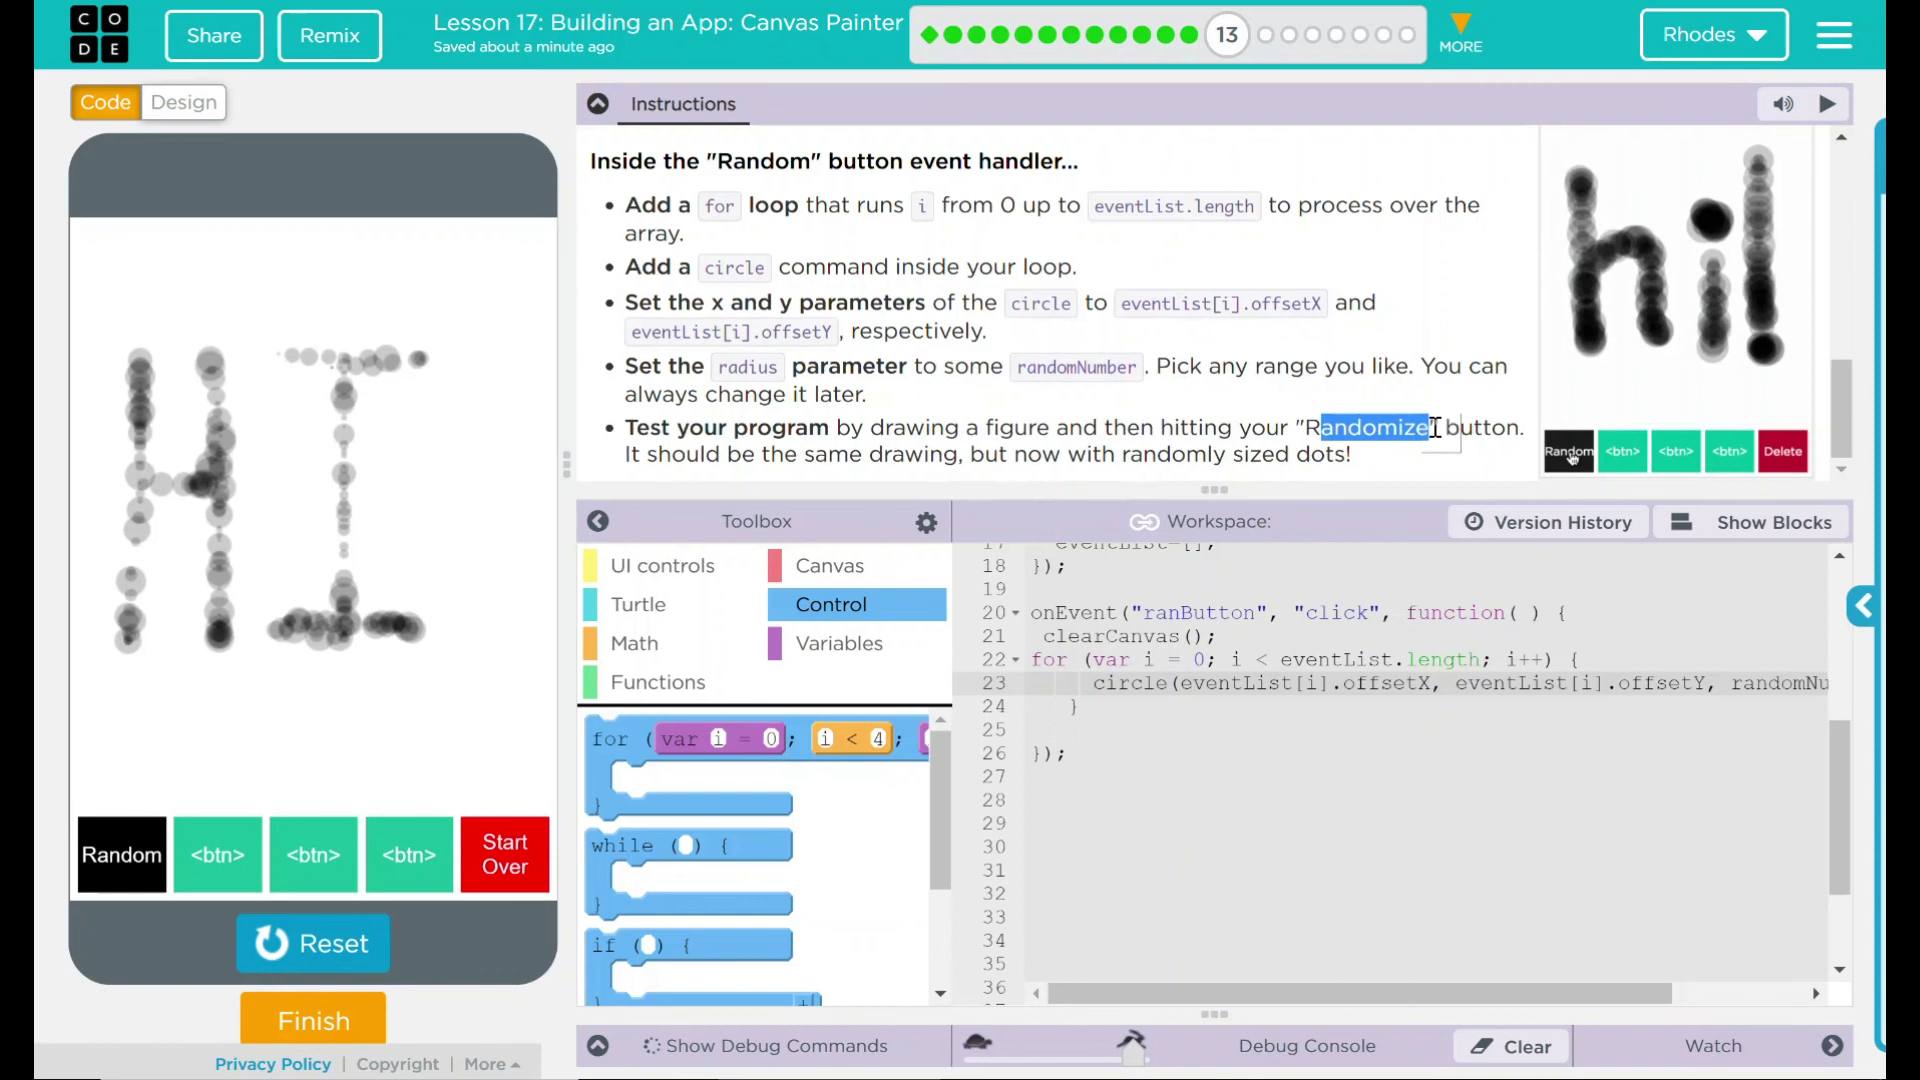 CO
DE
Share
Remix
Lesson 17: Building an App: Canvas Painter
Saved about a minute ago
13
MORE
Rhodes
Code
Design
Instructions
Inside the "Random" button event handler...
• Add a for loop that runs i from 0 up to eventList.length to process over the
array.
• Add a circle command inside your loop.
• Set the x and y parameters of the circle to eventList[i].offsetX and
eventList[i].offsetY, respectively.
• Set the radius parameter to some randomNumber. Pick any range you like. You can
always change it later.
• Test your program by drawing a figure and then hitting your "Randomize" button.
It should be the same drawing, but now with randomly sized dots!
hi!
Random
<btn>
<btn>
<btn>
Delete
HI
Random
<btn>
<btn>
<btn>
Start
Over
Reset
Finish
Privacy Policy | Copyright | More
Toolbox
Workspace:
Version History
Show Blocks
UI controls
Canvas
Turtle
Control
Math
Variables
Functions
for ( var i = 0 ; i < 4 ;
}
while ( ) {
}
if ( ) {
}
17 eventList=[];
18 });
19
20 onEvent("ranButton", "click", function( ) {
21 clearCanvas();
22 for (var i = 0; i < eventList.length; i++) {
23 circle(eventList[i].offsetX, eventList[i].offsetY, randomNu
24 }
25
26 });
27
28
29
30
31
32
33
34
35
36
Show Debug Commands
Debug Console
Clear
Watch